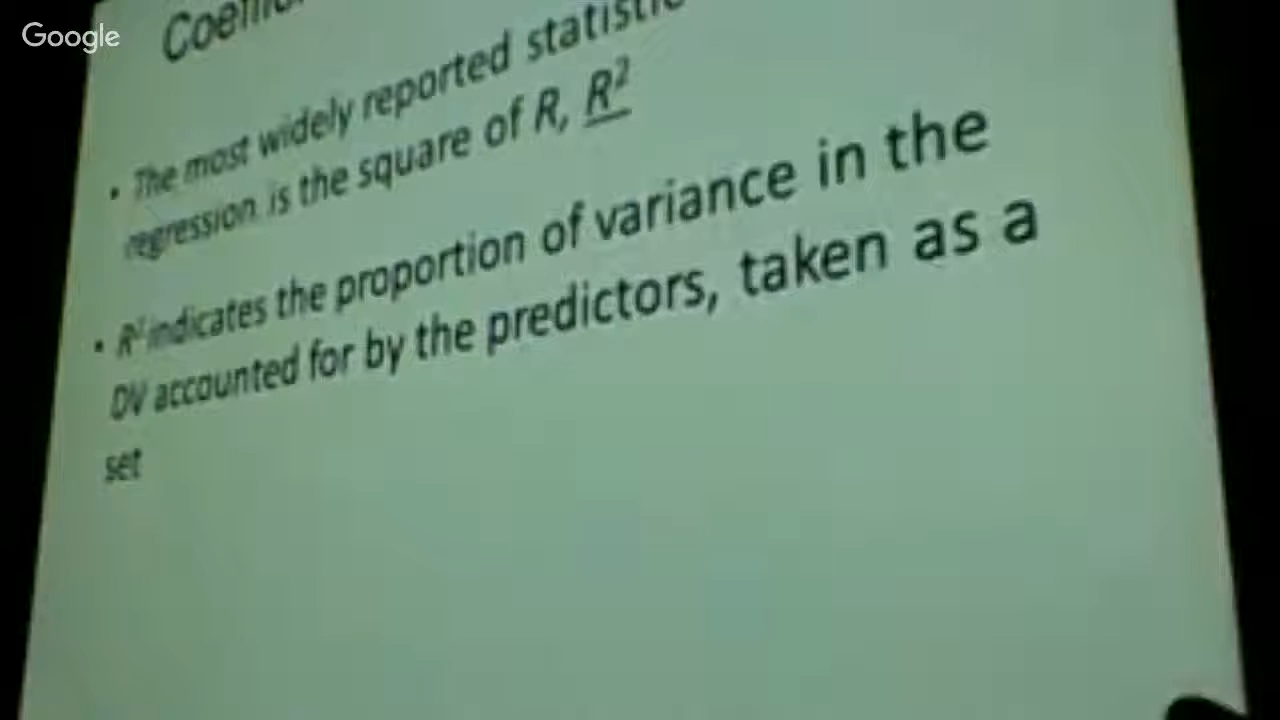 Google
• The most widely reported statistic
regression is the square of R, R²
• R² indicates the proportion of variance in the
DV accounted for by the predictors, taken as a
set